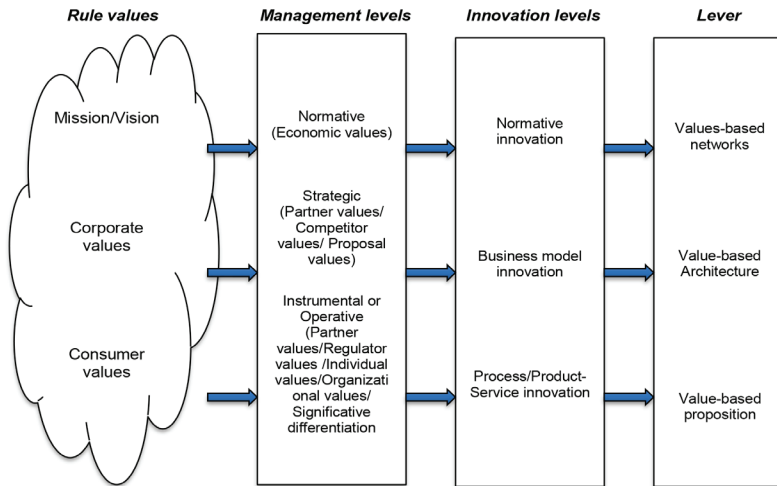 Rule values
Management levels
Innovation levels
Lever
Mission/Vision
Corporate
values
Consumer
values
Normative
(Economic values)
Strategic
(Partner values/
Competitor
values/ Proposal
values)
Instrumental or
Operative
(Partner
values/Regulator
values /Individual
values/Organizati
onal values/
Significative
differentiation
Normative
innovation
Business model
innovation
Process/Product-
Service innovation
Values-based
networks
Value-based
Architecture
Value-based
proposition